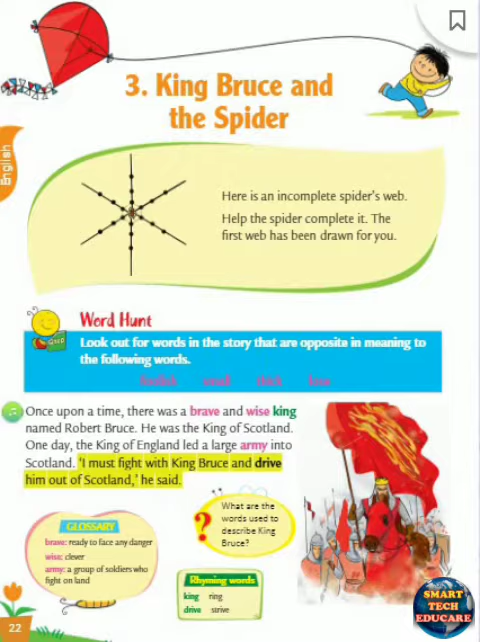 3. King Bruce and
the Spider
English
Here is an incomplete spider's web.
Help the spider complete it. The
first web has been drawn for you.
Word Hunt
Look out for words in the story that are opposite in meaning to
the following words.
foolish small thick lose
Once upon a time, there was a brave and wise king
named Robert Bruce. He was the King of Scotland.
One day, the King of England led a large army into
Scotland. 'I must fight with King Bruce and drive
him out of Scotland,' he said.
GLOSSARY
brave: ready to face any danger
wise: clever
army: a group of soldiers who
fight on land
?
What are the
words used to
describe King
Bruce?
Rhyming words
king ring
drive strive
22
SMART
TECH
EDUCARE